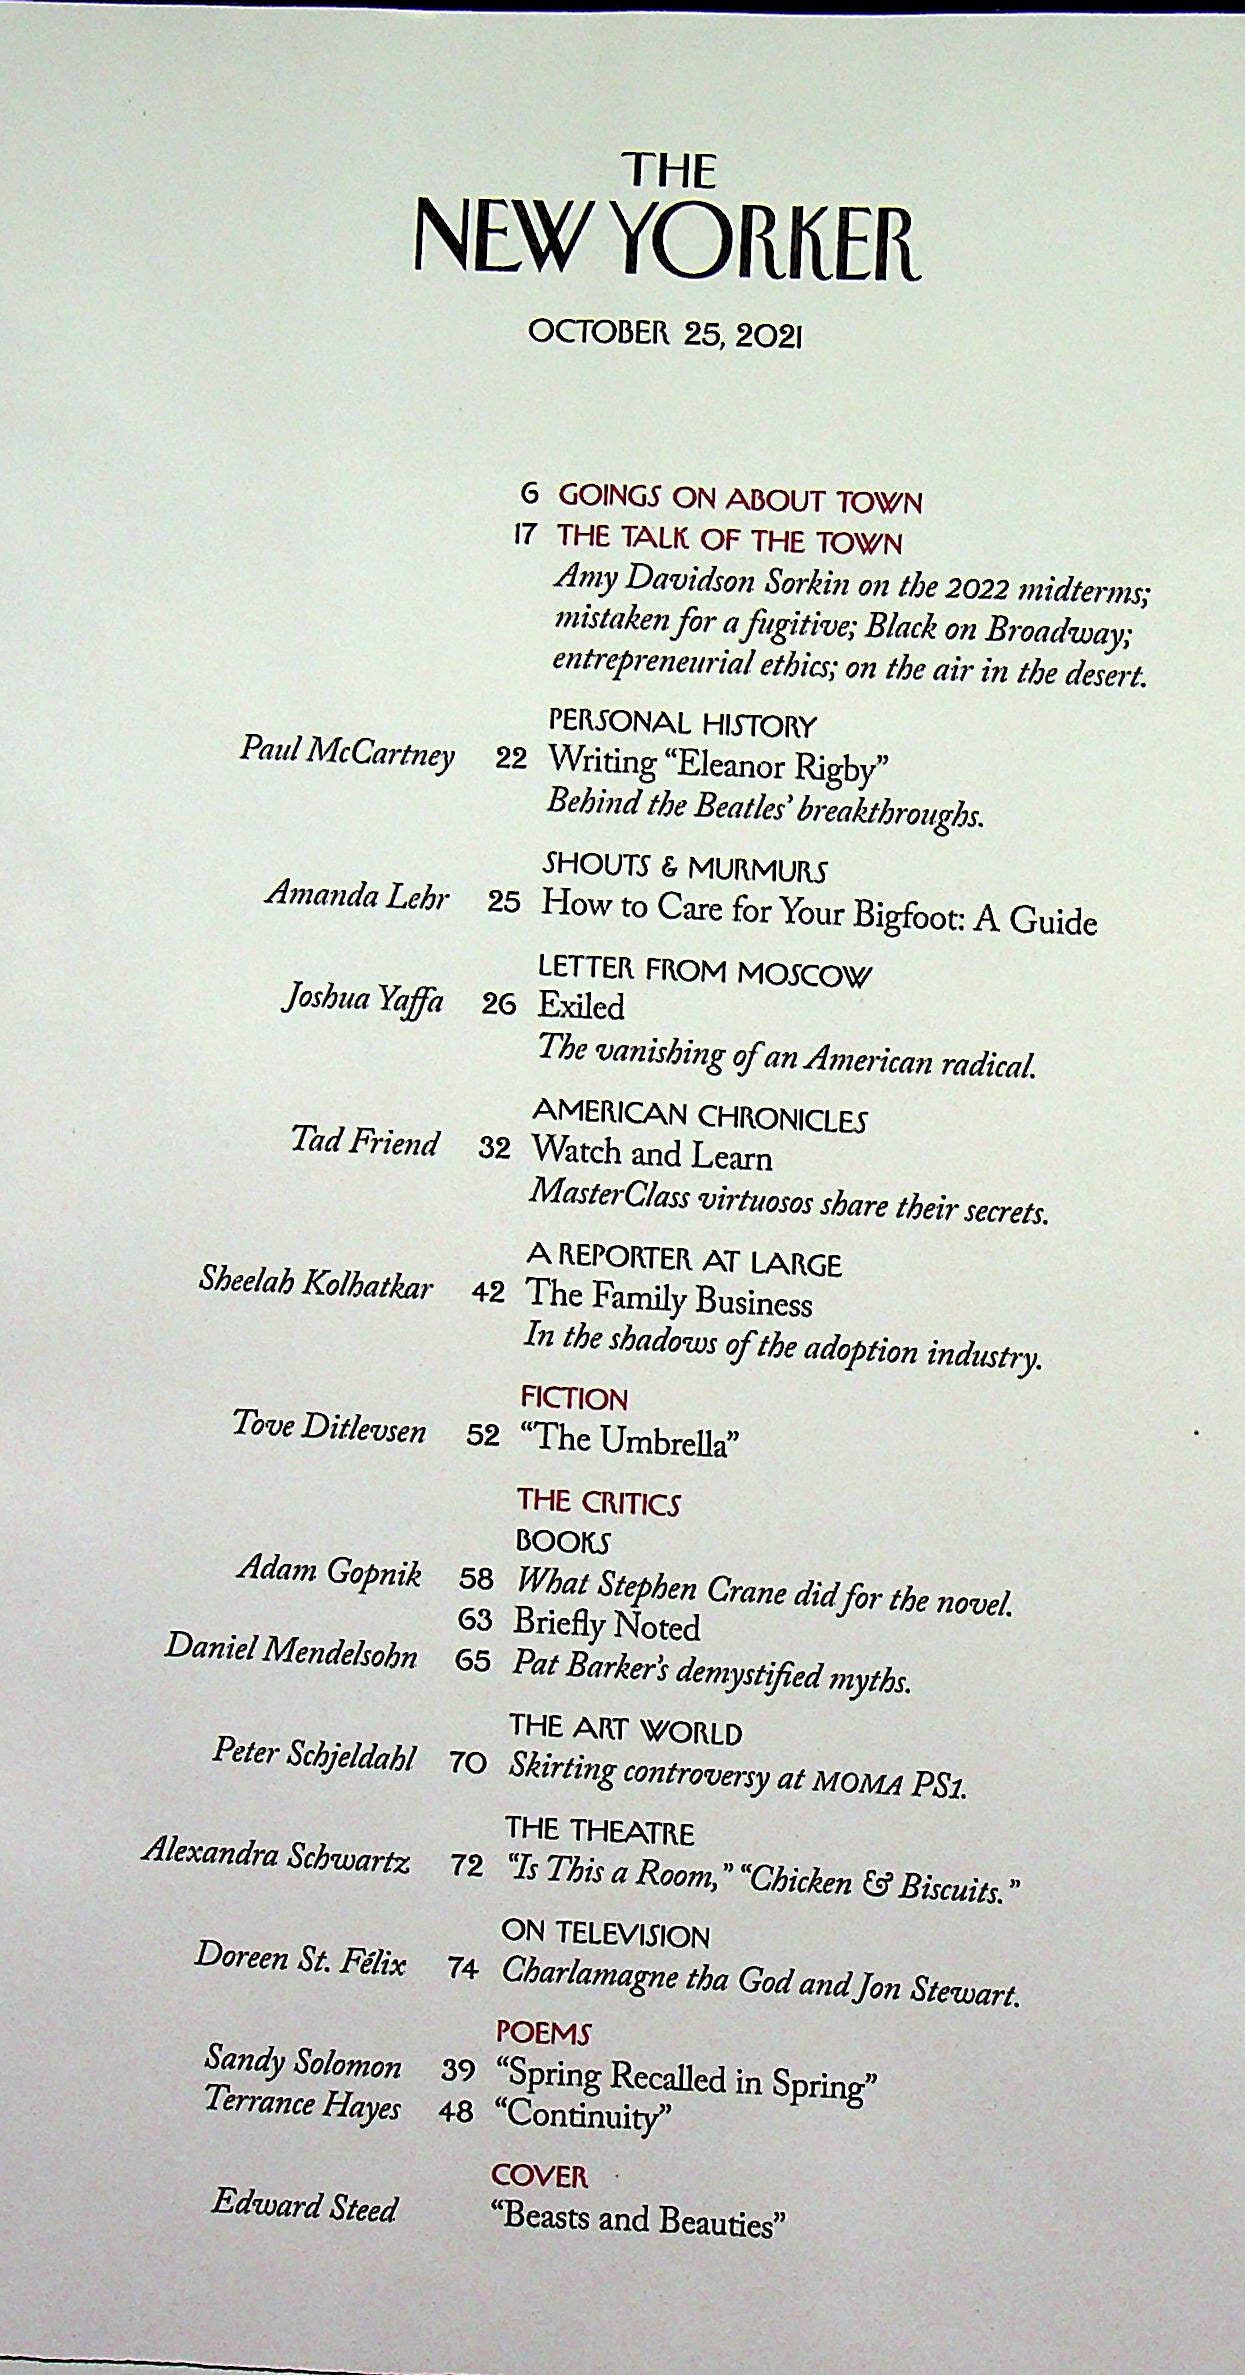 THE
NEW YORKER
OCTOBER 25, 2021
6 GOINGS ON ABOUT TOWN
17 THE TALK OF THE TOWN
Amy Davidson Sorkin on the 2022 midterms;
mistaken for a fugitive; Black on Broadway;
entrepreneurial ethics; on the air in the desert.
PERSONAL HISTORY
Paul McCartney 22 Writing “Eleanor Rigby”
Behind the Beatles’ breakthroughs.
SHOUTS & MURMURS
Amanda Lehr 25 How to Care for Your Bigfoot: A Guide
LETTER FROM MOSCOW
Joshua Yaffa 26 Exiled
The vanishing of an American radical.
AMERICAN CHRONICLES
Tad Friend 32 Watch and Learn
MasterClass virtuosos share their secrets.
A REPORTER AT LARGE
Sheelah Kolhatkar 42 The Family Business
In the shadows of the adoption industry.
FICTION
Tove Ditlevsen 52 “The Umbrella”
THE CRITICS
BOOKS
Adam Gopnik 58 What Stephen Crane did for the novel.
63 Briefly Noted
Daniel Mendelsohn 65 Pat Barker’s demystified myths.
THE ART WORLD
Peter Schjeldahl 70 Skirting controversy at MOMA PS1.
THE THEATRE
Alexandra Schwartz 72 “Is This a Room,” “Chicken & Biscuits.”
ON TELEVISION
Doreen St. Félix 74 Charlamagne tha God and Jon Stewart.
POEMS
Sandy Solomon 39 “Spring Recalled in Spring”
Terrance Hayes 48 “Continuity”
COVER
Edward Steed “Beasts and Beauties”